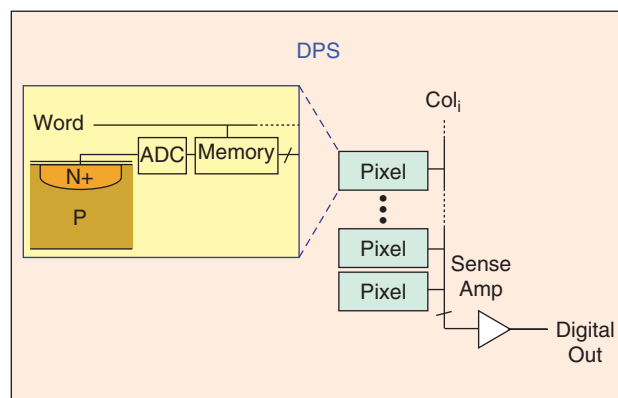 DPS
Word
ADC
Memory
N+
P
Col_i
Pixel
Pixel
Pixel
Sense
Amp
Digital
Out